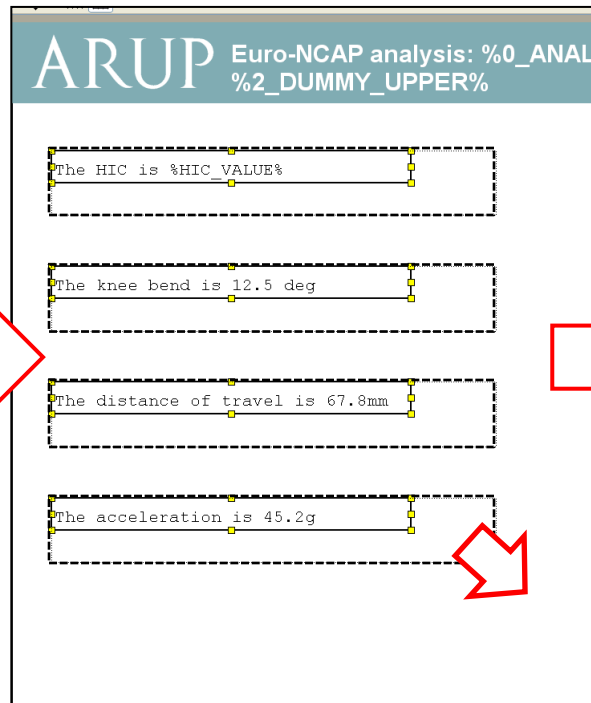 ARUP
Euro-NCAP analysis: %0_ANAL
%2_DUMMY_UPPER%
The HIC is %HIC_VALUE%
The knee bend is 12.5 deg
The distance of travel is 67.8mm
The acceleration is 45.2g